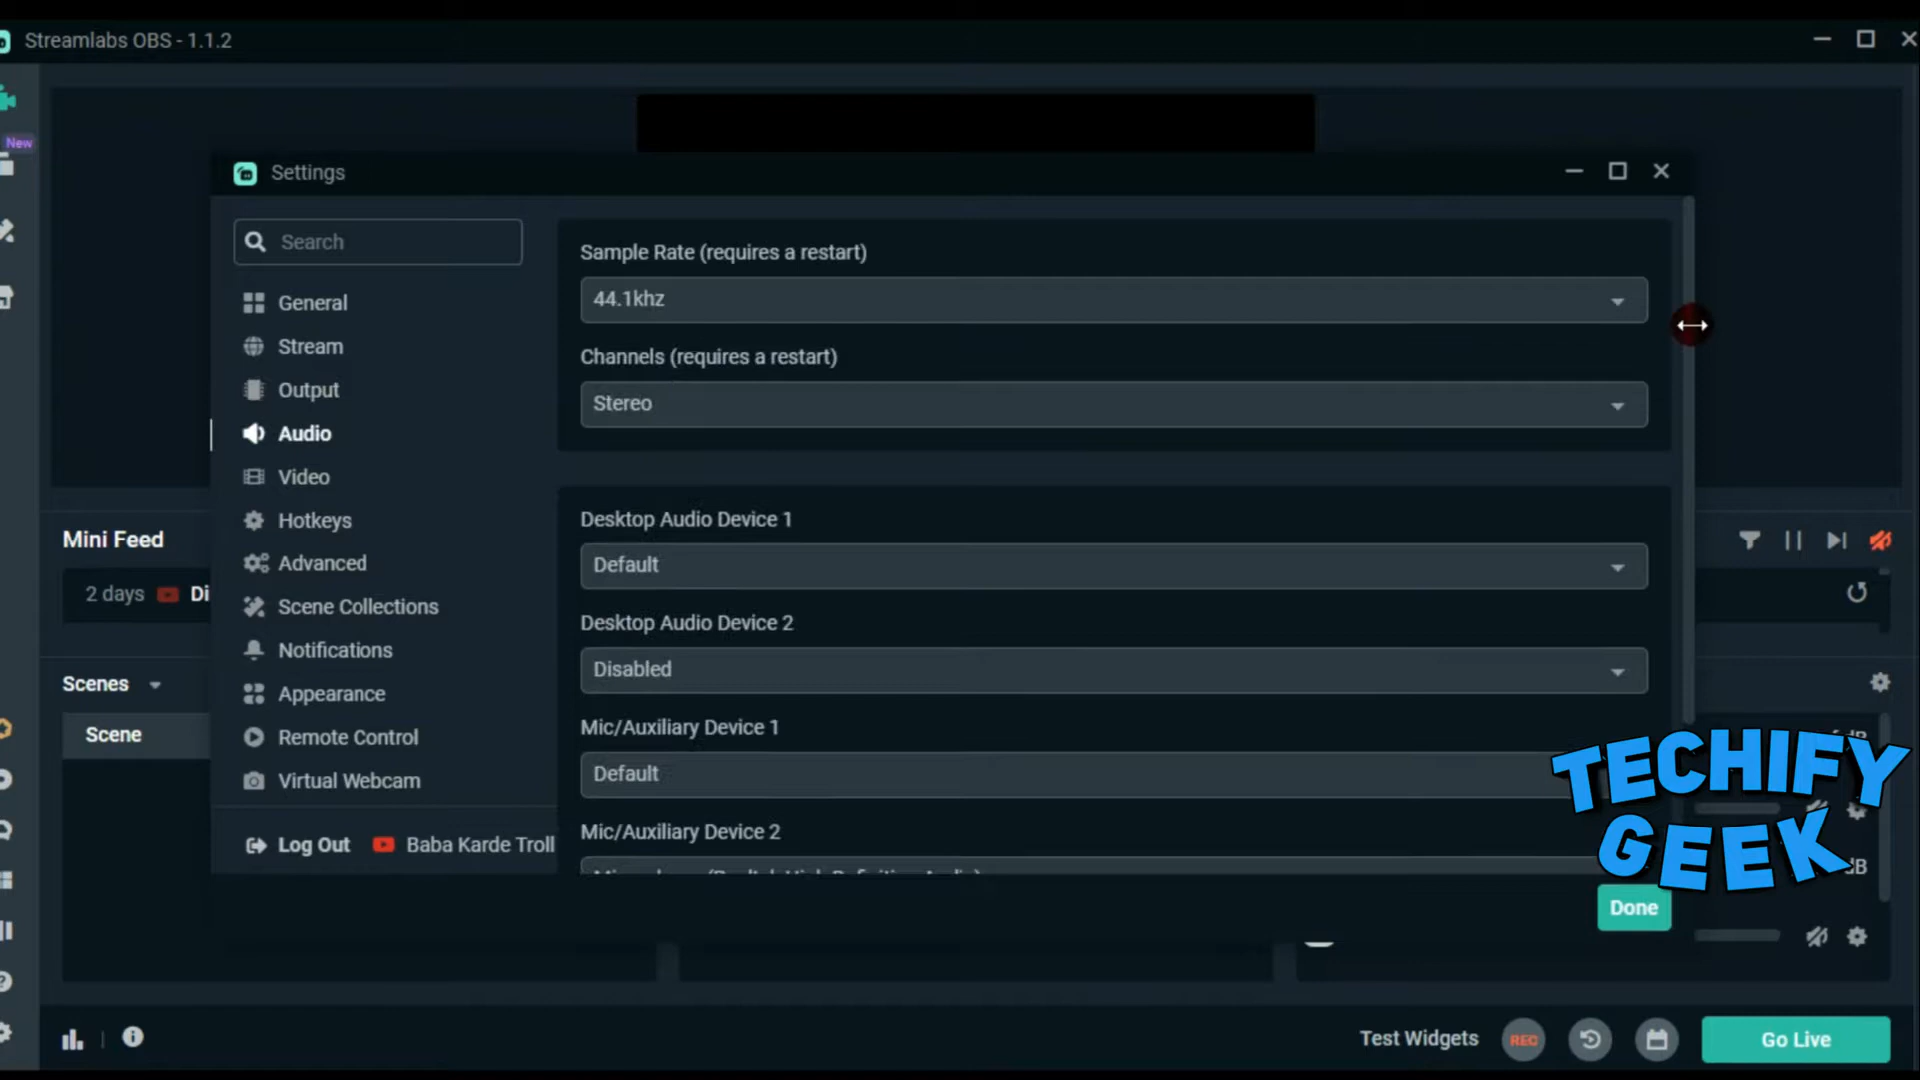 Streamlabs OBS - 1.1.2
New
Settings
Search
General
Stream
Output
Audio
Video
Hotkeys
Advanced
Scene Collections
Notifications
Appearance
Remote Control
Virtual Webcam
Log Out
Baba Karde Troll
Sample Rate (requires a restart)
44.1khz
Channels (requires a restart)
Stereo
Desktop Audio Device 1
Default
Desktop Audio Device 2
Disabled
Mic/Auxiliary Device 1
Default
Mic/Auxiliary Device 2
Done
Mini Feed
2 days
Di
Scenes
Scene
TECHIFY
GEEK
dB
Test Widgets
REC
Go Live